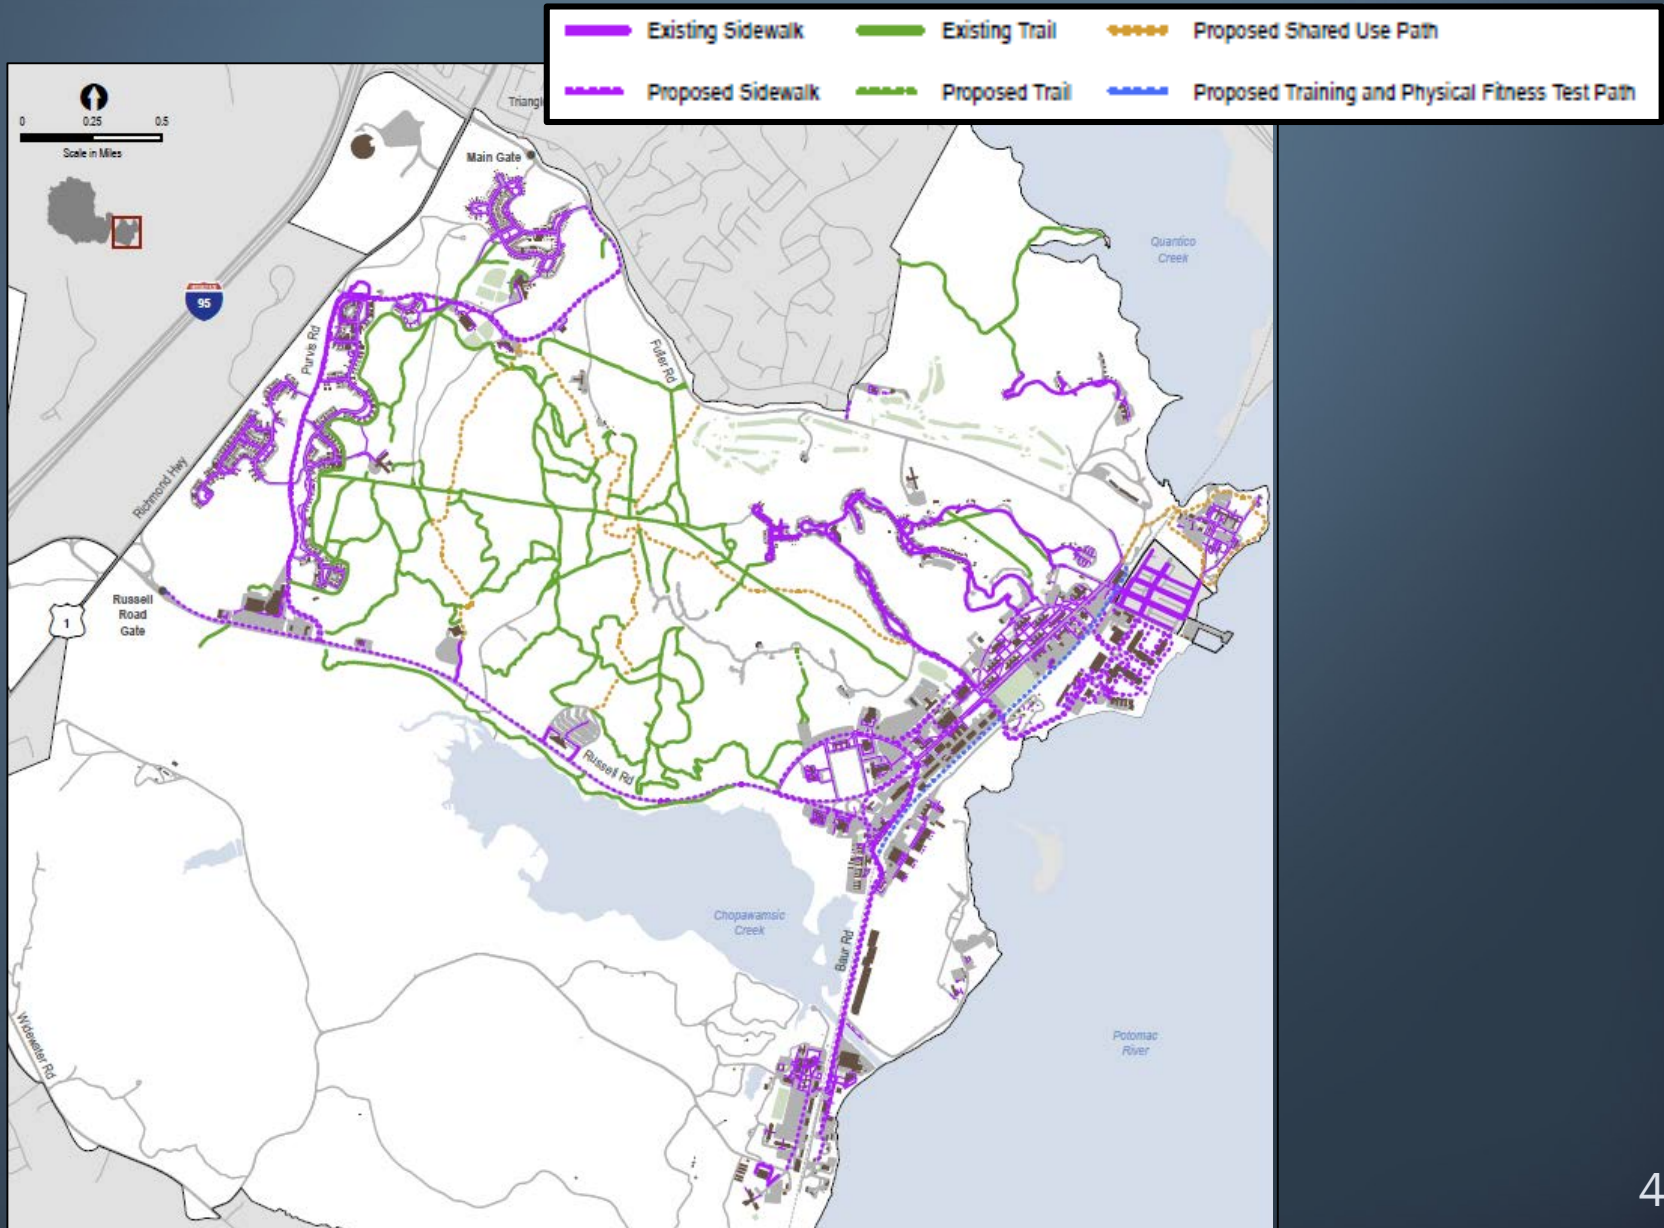 Existing Sidewalk
Existing Trail
Proposed Shared Use Path
Proposed Sidewalk
Proposed Trail
Proposed Training and Physical Fitness Test Path
0 0.25 0.5
Scale in Miles
Main Gate
Quantico
Creek
95
Purvis Rd
Fuller Rd
Richmond Hwy
Russell
Road
Gate
1
Russell Rd
Chopawamsic
Creek
Baur Rd
Widewater Rd
Potomac
River
4